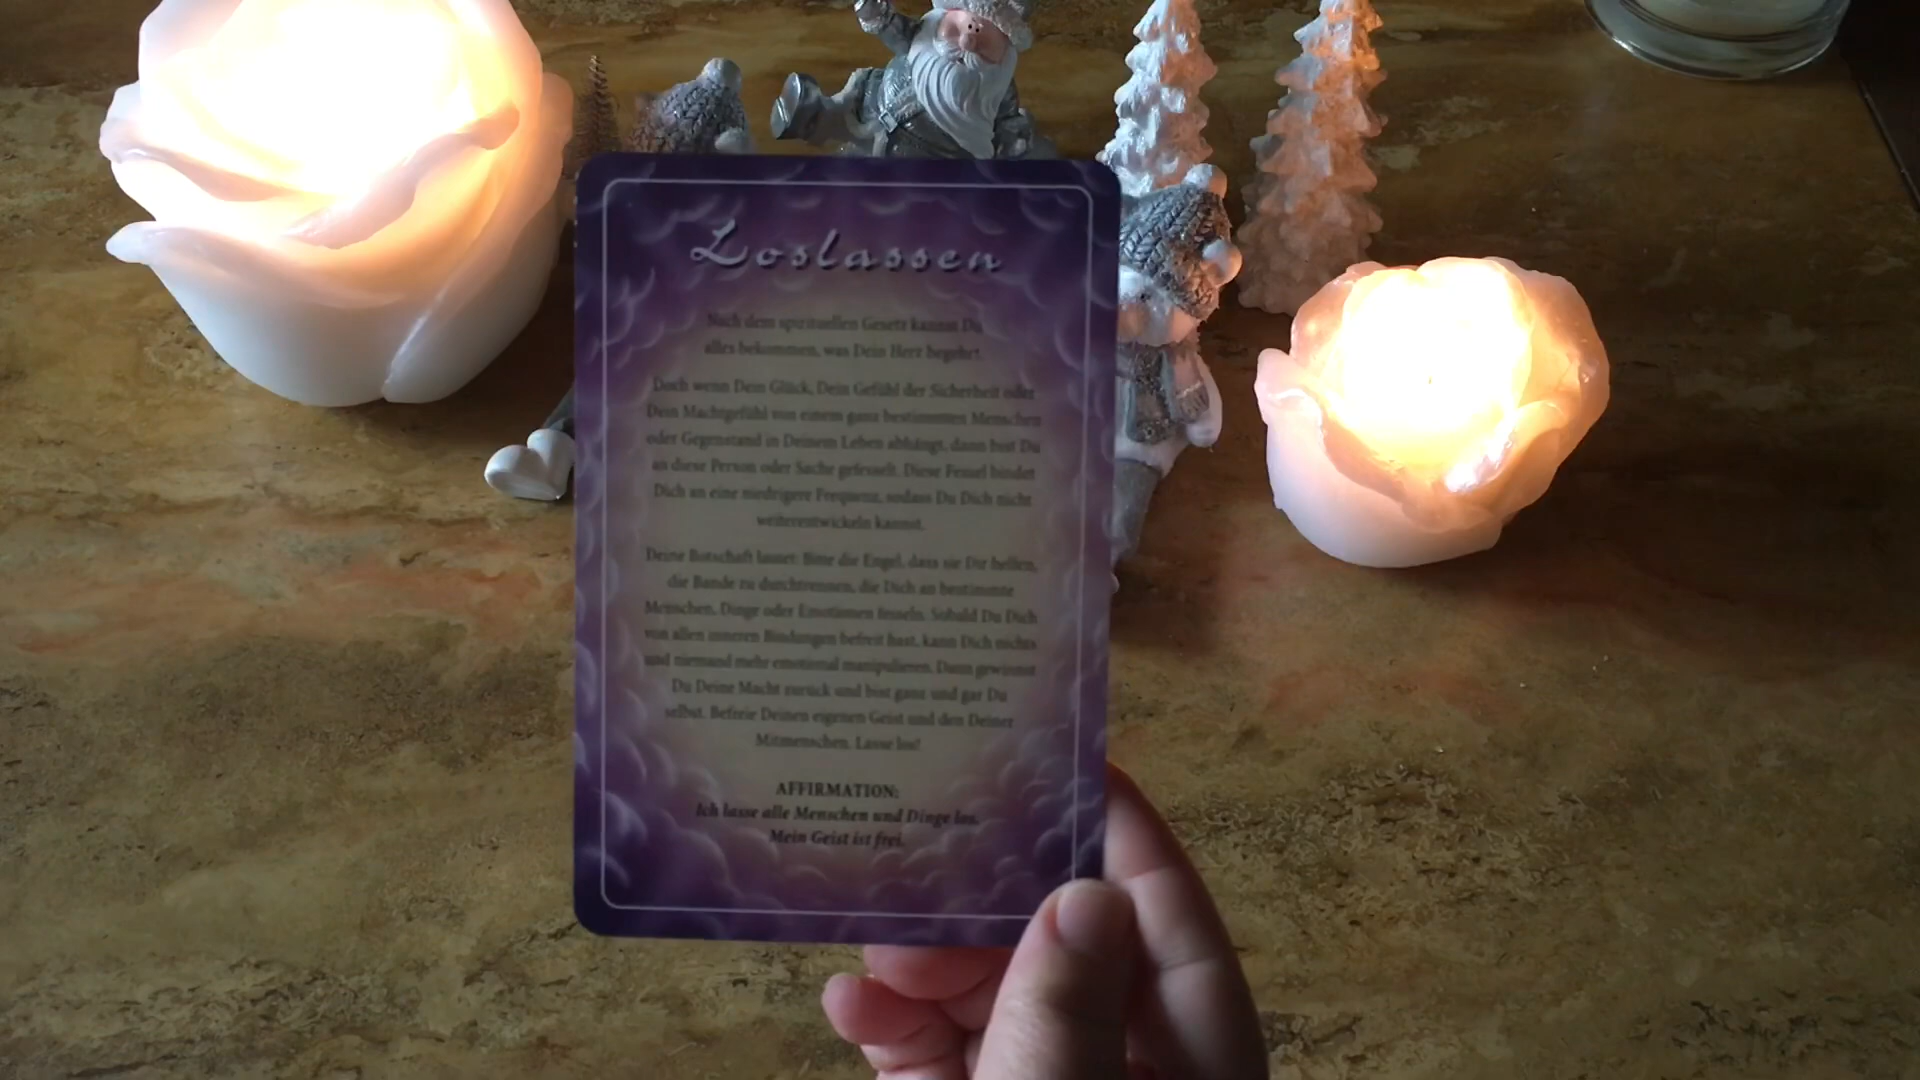 Loslassen
Nach dem spirituellen Gesetz kannst Du
alles bekommen, was Dein Herz begehrt.
Doch wenn Dein Glück, Dein Gefühl der Sicherheit oder
Dein Machtgefühl von einem ganz bestimmten Menschen
oder Gegenstand in Deinem Leben abhängt, dann bist Du
an diese Person oder Sache gefesselt. Diese Fessel bindet
Dich an eine niedrigere Frequenz, sodass Du Dich nicht
weiterentwickeln kannst.
Deine Botschaft lautet: Bitte die Engel, dass sie Dir helfen,
die Bande zu durchtrennen, die Dich an bestimmte
Menschen, Dinge oder Emotionen fesseln. Sobald Du Dich
von allen inneren Bindungen befreit hast, kann Dich nichts
und niemand mehr emotional manipulieren. Dann gewinnst
Du Deine Macht zurück und bist ganz und gar Du
selbst. Befreie Deinen eigenen Geist und den Deiner
Mitmenschen. Lasse los!
AFFIRMATION:
Ich lasse alle Menschen und Dinge los.
Mein Geist ist frei.